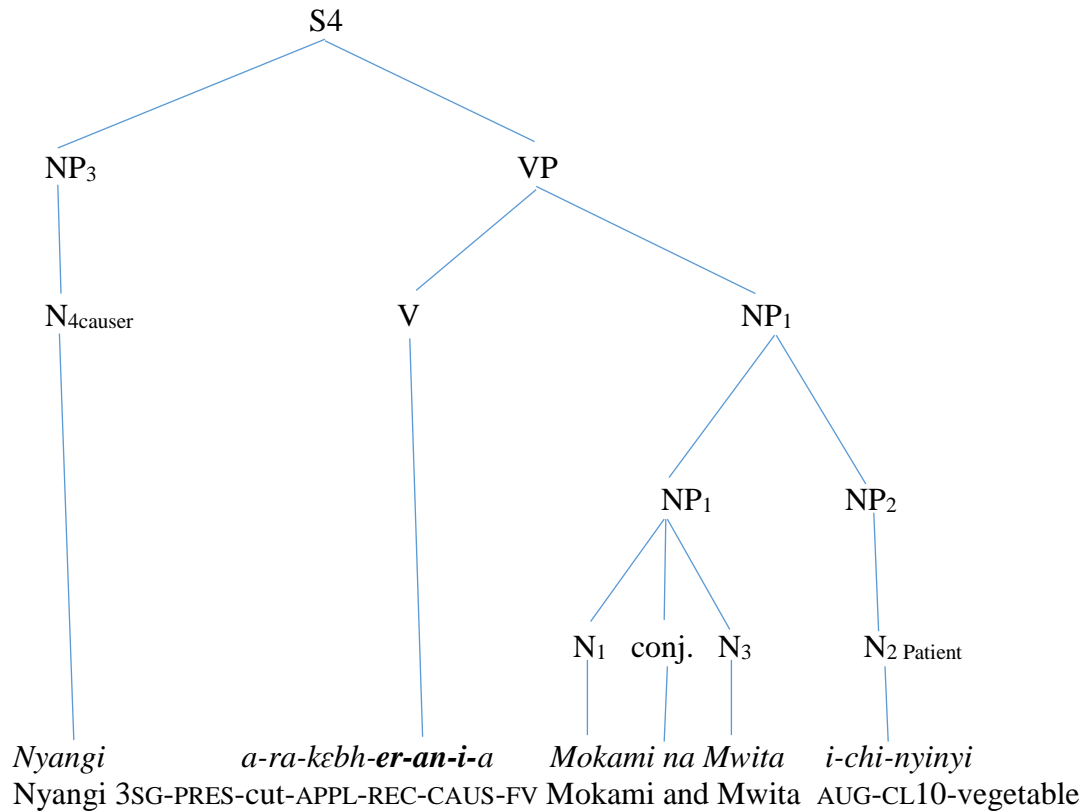 S4
NP₃ VP
N₄causer V NP₁
NP₁ NP₂
N₁ conj. N₃ N₂ Patient
Nyangi a-ra-kɛbh-er-an-i-a Mokami na Mwita i-chi-nyinyi
Nyangi 3SG-PRES-cut-APPL-REC-CAUS-FV Mokami and Mwita AUG-CL10-vegetable